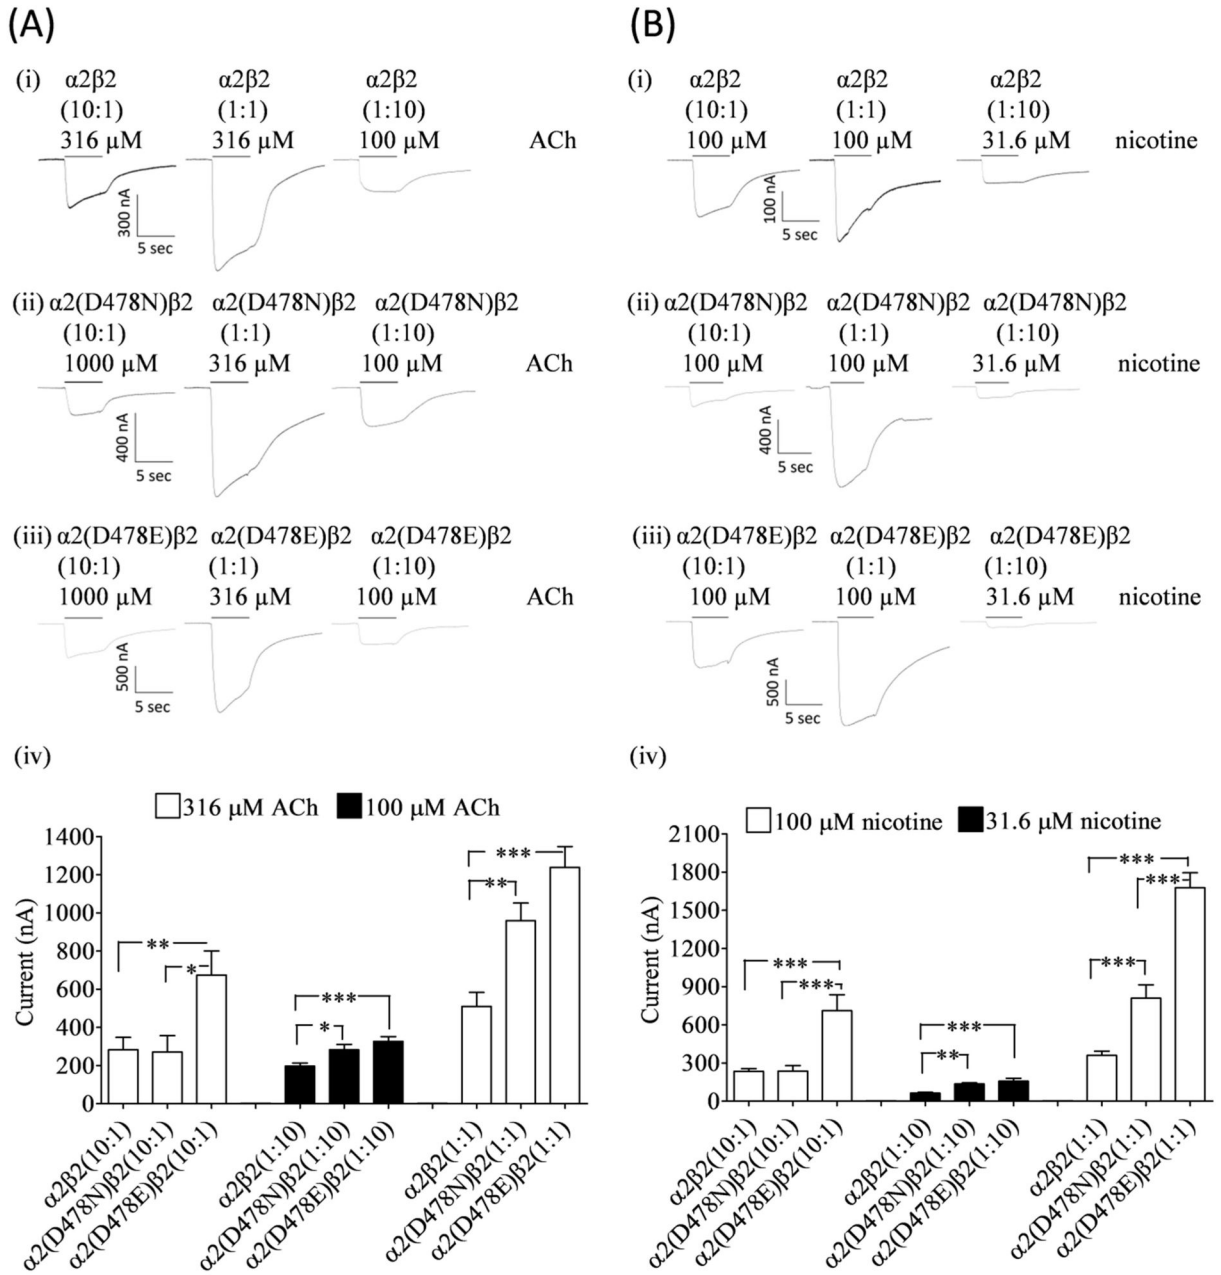 (A)
(i) α2β2 α2β2 α2β2
(10:1) (1:1) (1:10)
316 µM 316 µM 100 µM ACh
300 nA
5 sec
(ii) α2(D478N)β2 α2(D478N)β2 α2(D478N)β2
(10:1) (1:1) (1:10)
1000 µM 316 µM 100 µM ACh
400 nA
5 sec
(iii) α2(D478E)β2 α2(D478E)β2 α2(D478E)β2
(10:1) (1:1) (1:10)
1000 µM 316 µM 100 µM ACh
500 nA
5 sec
(iv)
316 µM ACh 100 µM ACh
Current (nA)
1400
1200
1000
800
600
400
200
0
** * *** * *** **
α2β2(10:1)
α2(D478N)β2(10:1)
α2(D478E)β2(10:1)
α2β2(1:10)
α2(D478N)β2(1:10)
α2(D478E)β2(1:10)
α2β2(1:1)
α2(D478N)β2(1:1)
α2(D478E)β2(1:1)
(B)
(i) α2β2 α2β2 α2β2
(10:1) (1:1) (1:10)
100 µM 100 µM 31.6 µM nicotine
100 nA
5 sec
(ii) α2(D478N)β2 α2(D478N)β2 α2(D478N)β2
(10:1) (1:1) (1:10)
100 µM 100 µM 31.6 µM nicotine
400 nA
5 sec
(iii) α2(D478E)β2 α2(D478E)β2 α2(D478E)β2
(10:1) (1:1) (1:10)
100 µM 100 µM 31.6 µM nicotine
500 nA
5 sec
(iv)
100 µM nicotine 31.6 µM nicotine
Current (nA)
2100
1800
1500
1200
900
600
300
0
*** *** *** ** *** *** ***
α2β2(10:1)
α2(D478N)β2(10:1)
α2(D478E)β2(10:1)
α2β2(1:10)
α2(D478N)β2(1:10)
α2(D478E)β2(1:10)
α2β2(1:1)
α2(D478N)β2(1:1)
α2(D478E)β2(1:1)